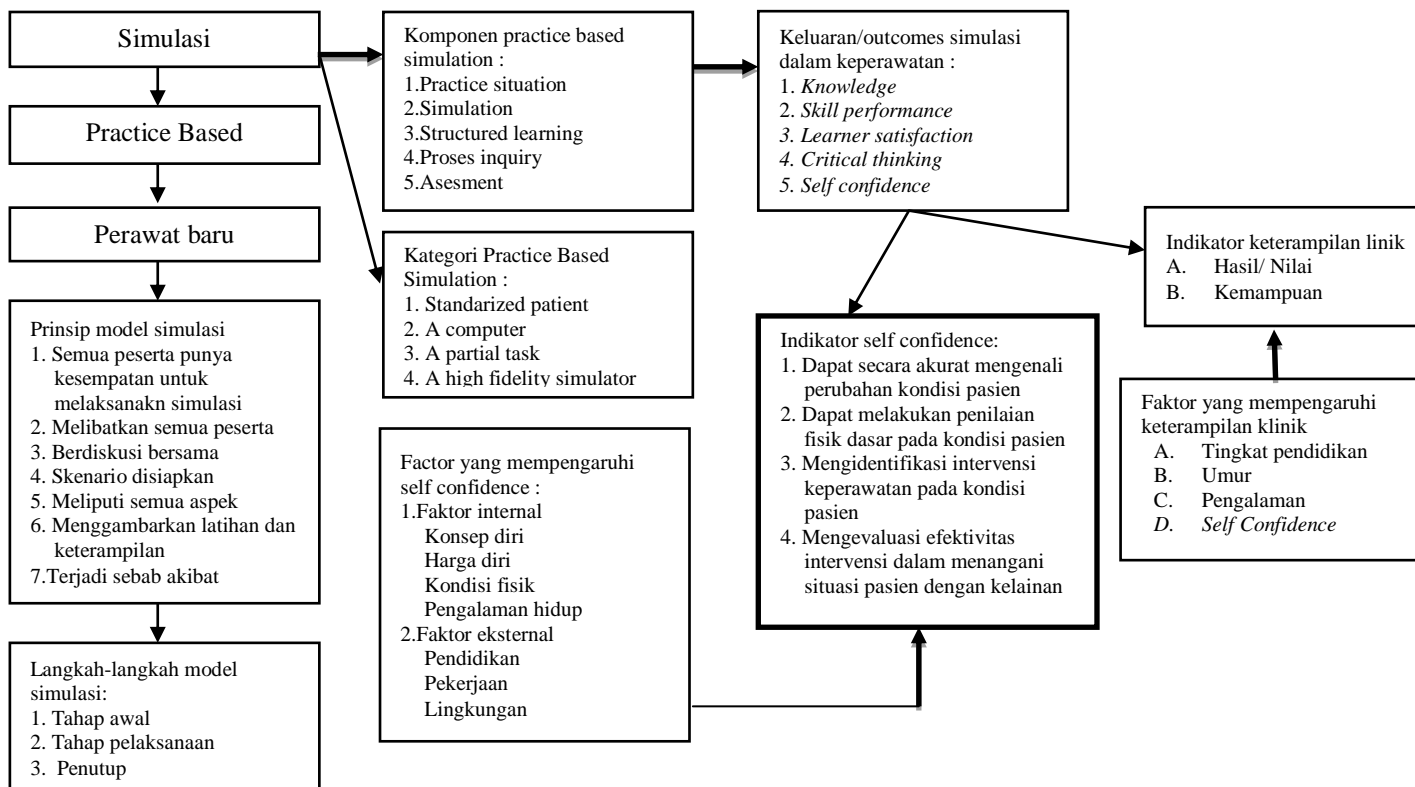 Simulasi
Practice Based
Perawat baru
Prinsip model simulasi
1. Semua peserta punya
kesempatan untuk
melaksanakn simulasi
2. Melibatkan semua peserta
3. Berdiskusi bersama
4. Skenario disiapkan
5. Meliputi semua aspek
6. Menggambarkan latihan dan
keterampilan
7.Terjadi sebab akibat
Langkah-langkah model
simulasi:
1. Tahap awal
2. Tahap pelaksanaan
3. Penutup
Komponen practice based
simulation :
1.Practice situation
2.Simulation
3.Structured learning
4.Proses inquiry
5.Asesment
Kategori Practice Based
Simulation :
1. Standarized patient
2. A computer
3. A partial task
4. A high fidelity simulator
Factor yang mempengaruhi
self confidence :
1.Faktor internal
Konsep diri
Harga diri
Kondisi fisik
Pengalaman hidup
2.Faktor eksternal
Pendidikan
Pekerjaan
Lingkungan
Keluaran/outcomes simulasi
dalam keperawatan :
1. Knowledge
2. Skill performance
3. Learner satisfaction
4. Critical thinking
5. Self confidence
Indikator self confidence:
1. Dapat secara akurat mengenali
perubahan kondisi pasien
2. Dapat melakukan penilaian
fisik dasar pada kondisi pasien
3. Mengidentifikasi intervensi
keperawatan pada kondisi
pasien
4. Mengevaluasi efektivitas
intervensi dalam menangani
situasi pasien dengan kelainan
Indikator keterampilan linik
A. Hasil/ Nilai
B. Kemampuan
Faktor yang mempengaruhi
keterampilan klinik
A. Tingkat pendidikan
B. Umur
C. Pengalaman
D. Self Confidence